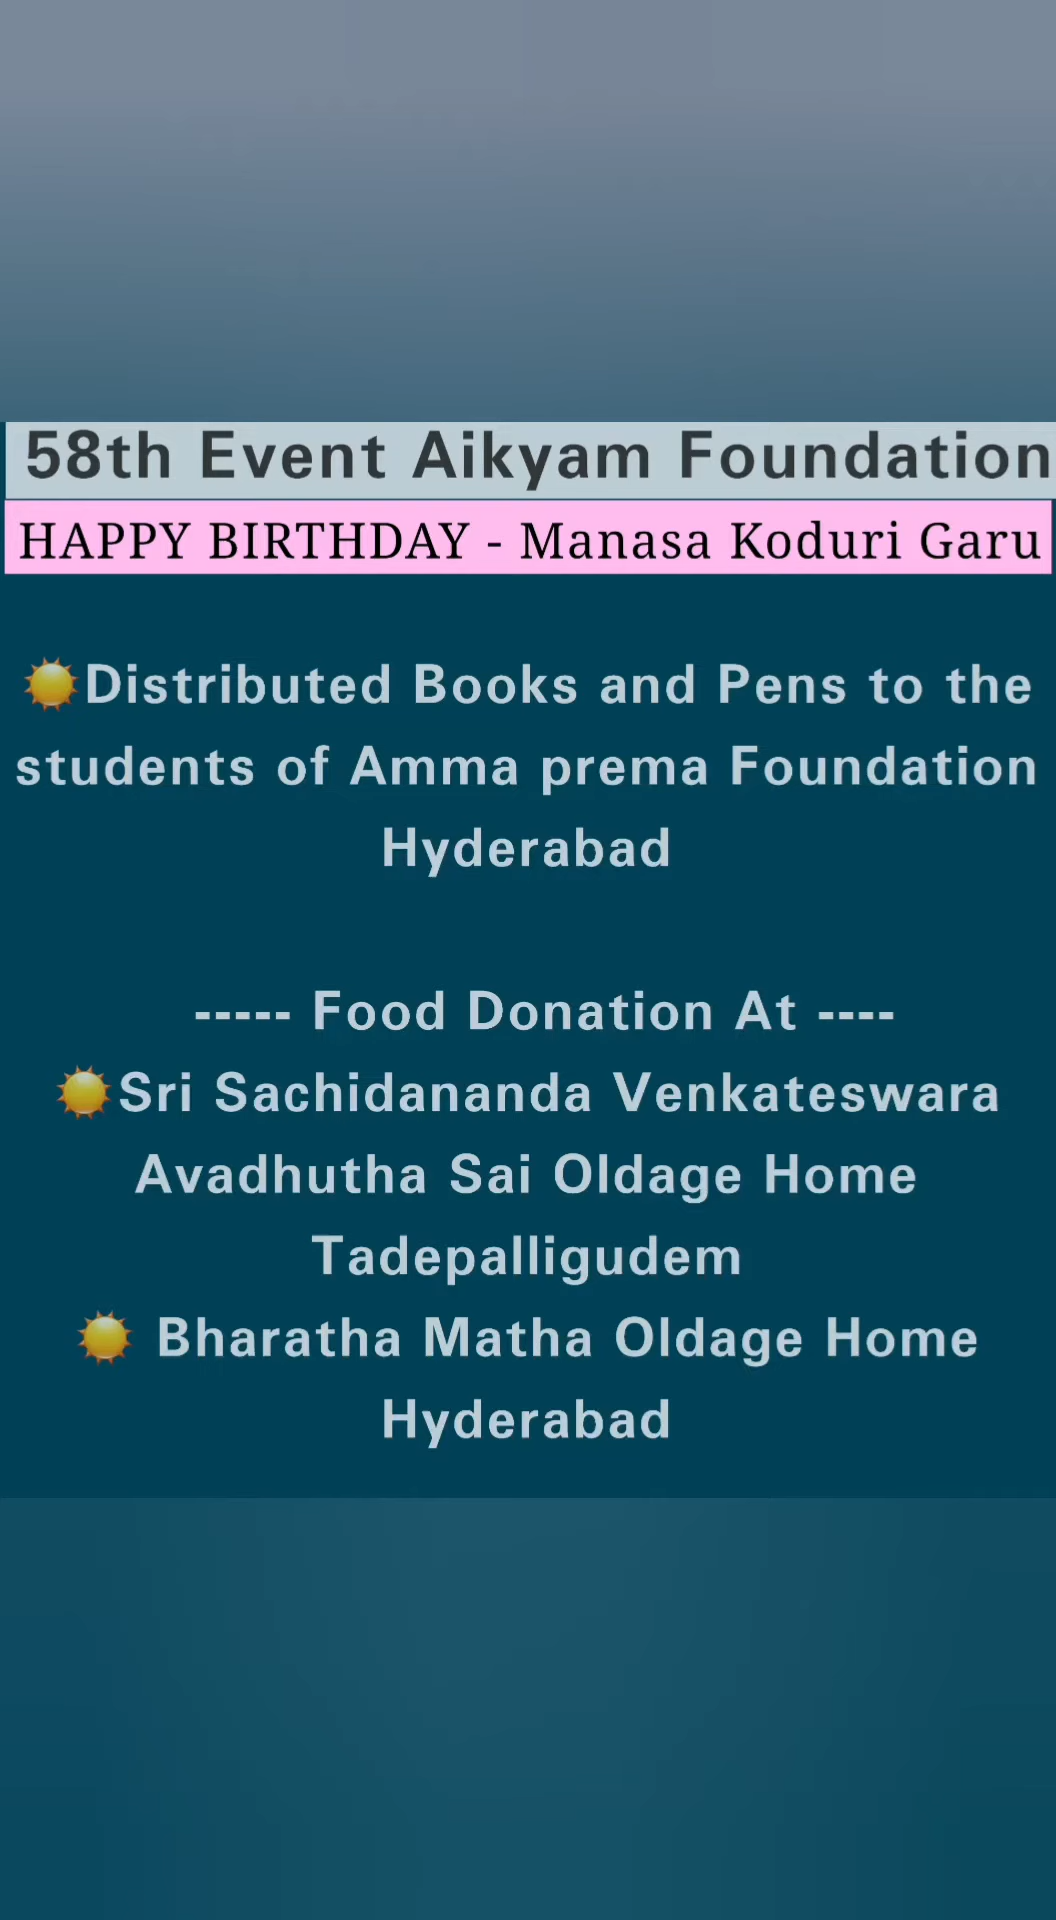 58th Event Aikyam Foundation
HAPPY BIRTHDAY - Manasa Koduri Garu
☀️Distributed Books and Pens to the
students of Amma prema Foundation
Hyderabad
----- Food Donation At ----
☀️Sri Sachidananda Venkateswara
Avadhutha Sai Oldage Home
Tadepalligudem
☀️ Bharatha Matha Oldage Home
Hyderabad